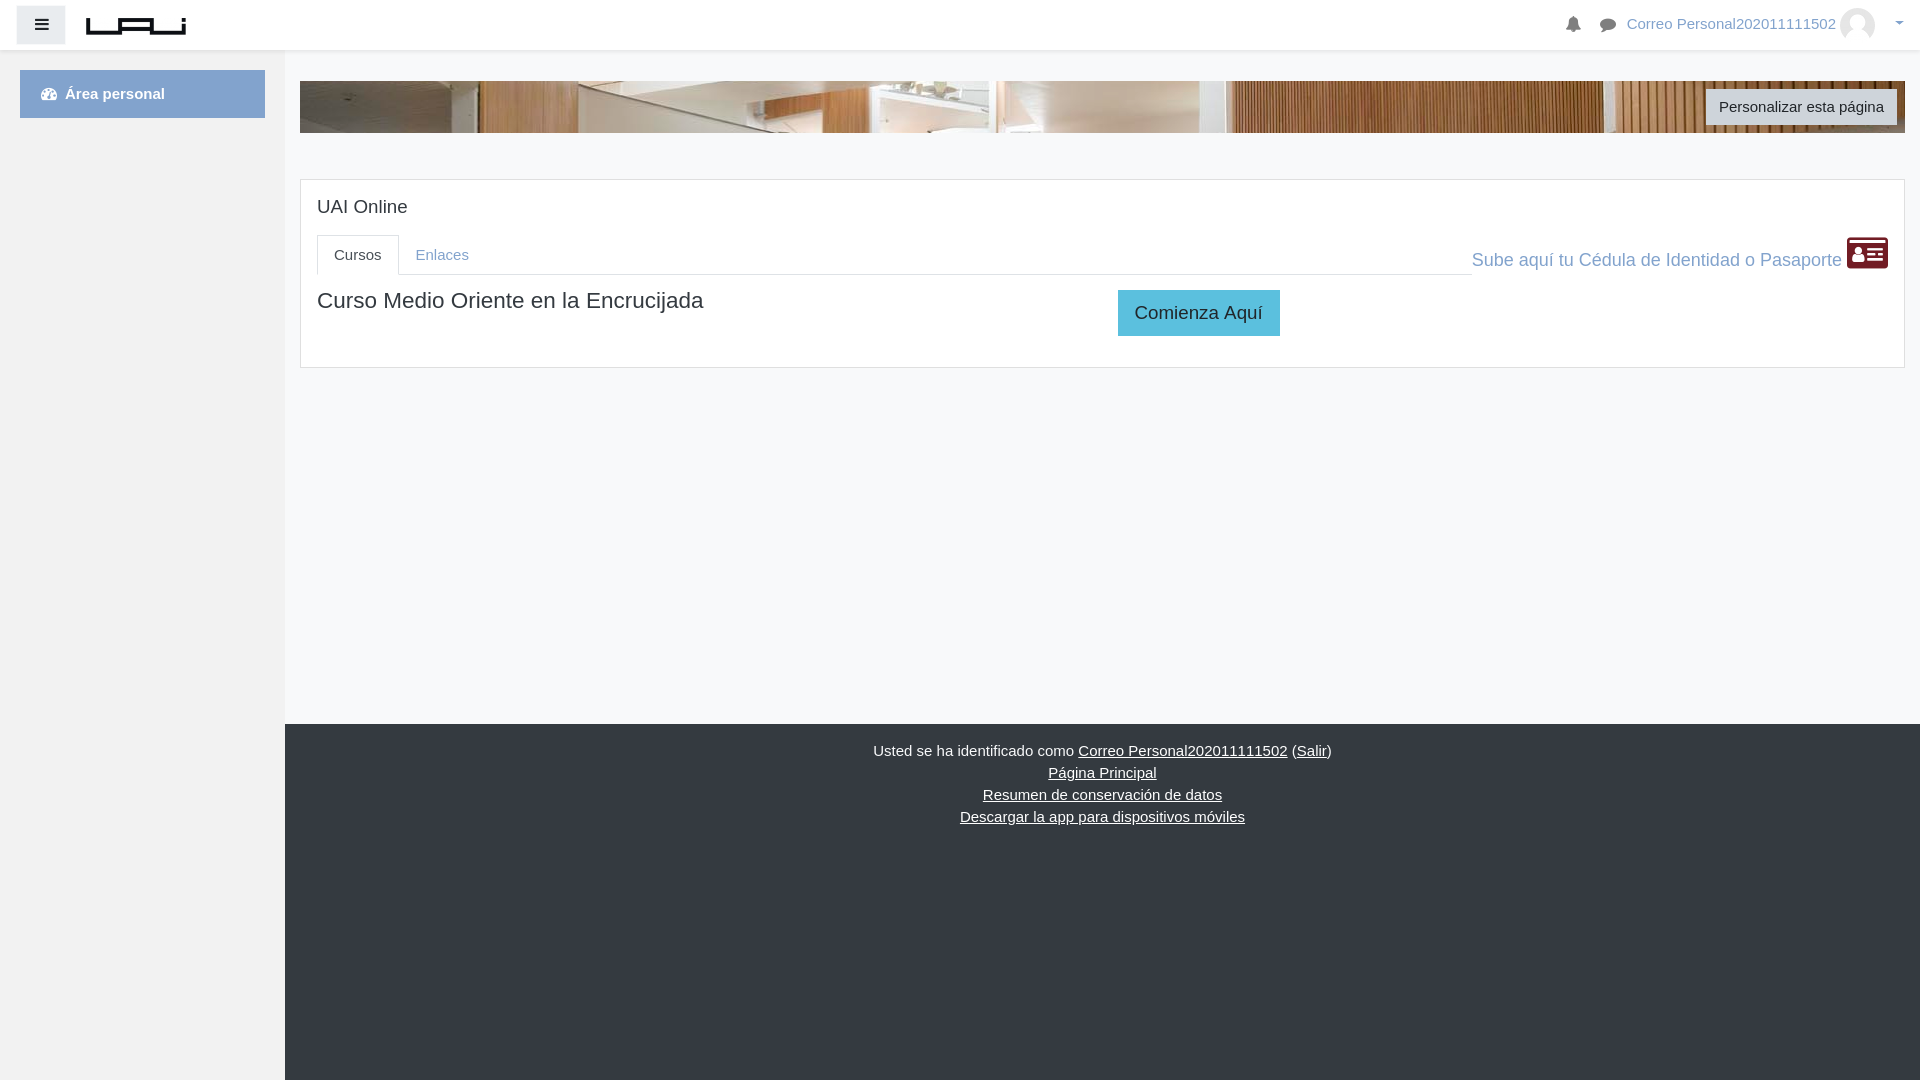 UAI
Correo Personal202011111502
Área personal
Personalizar esta página
UAI Online
Cursos
Enlaces
Sube aquí tu Cédula de Identidad o Pasaporte
Curso Medio Oriente en la Encrucijada
Comienza Aquí
Usted se ha identificado como Correo Personal202011111502 (Salir)
Página Principal
Resumen de conservación de datos
Descargar la app para dispositivos móviles